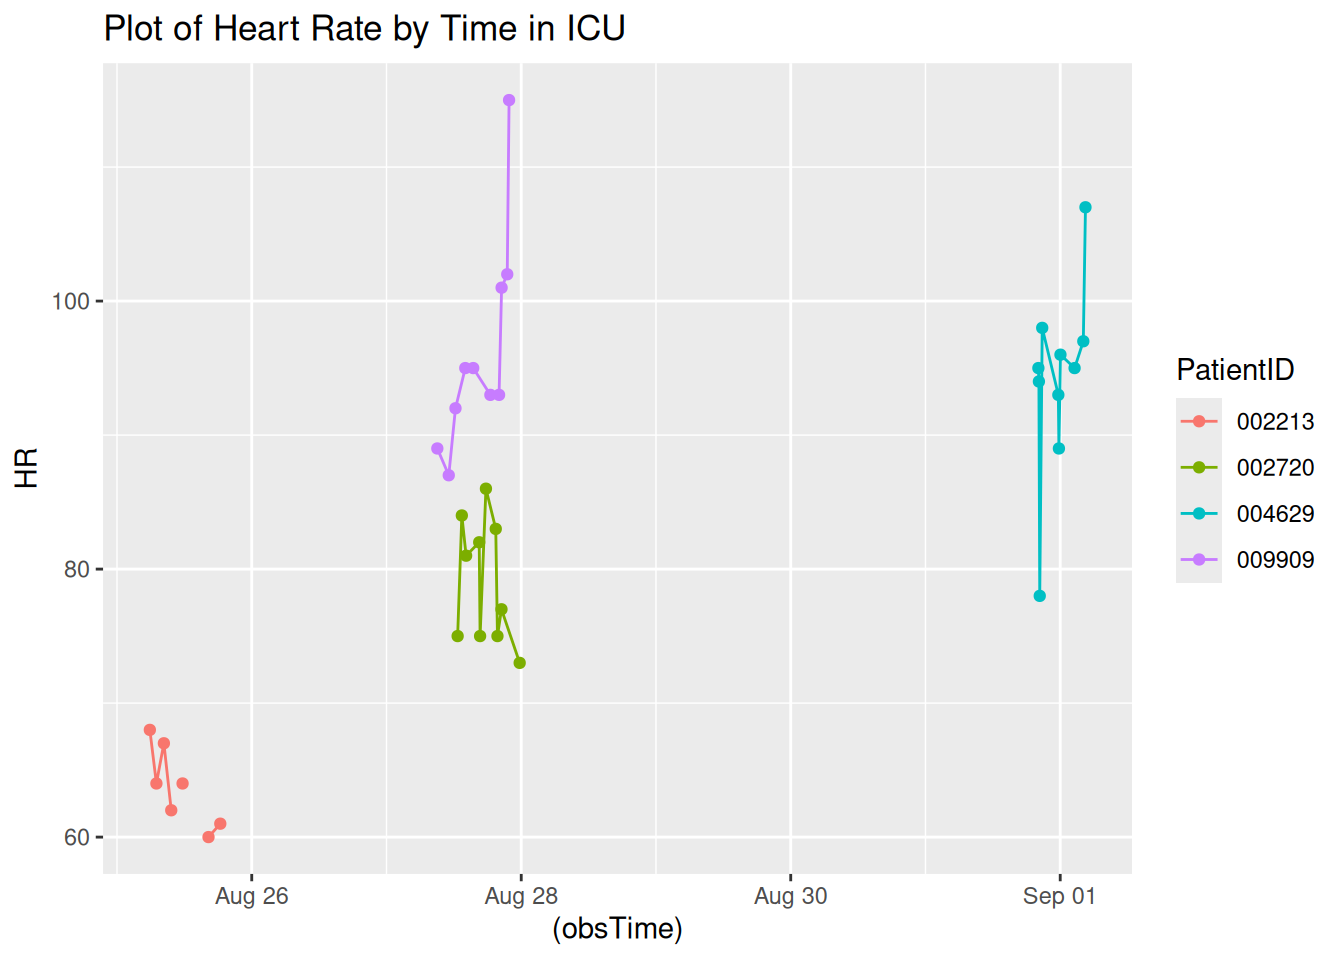 Plot of Heart Rate by Time in ICU
HR
100
80
60
Aug 26
Aug 28
Aug 30
Sep 01
(obsTime)
PatientID
002213
002720
004629
009909